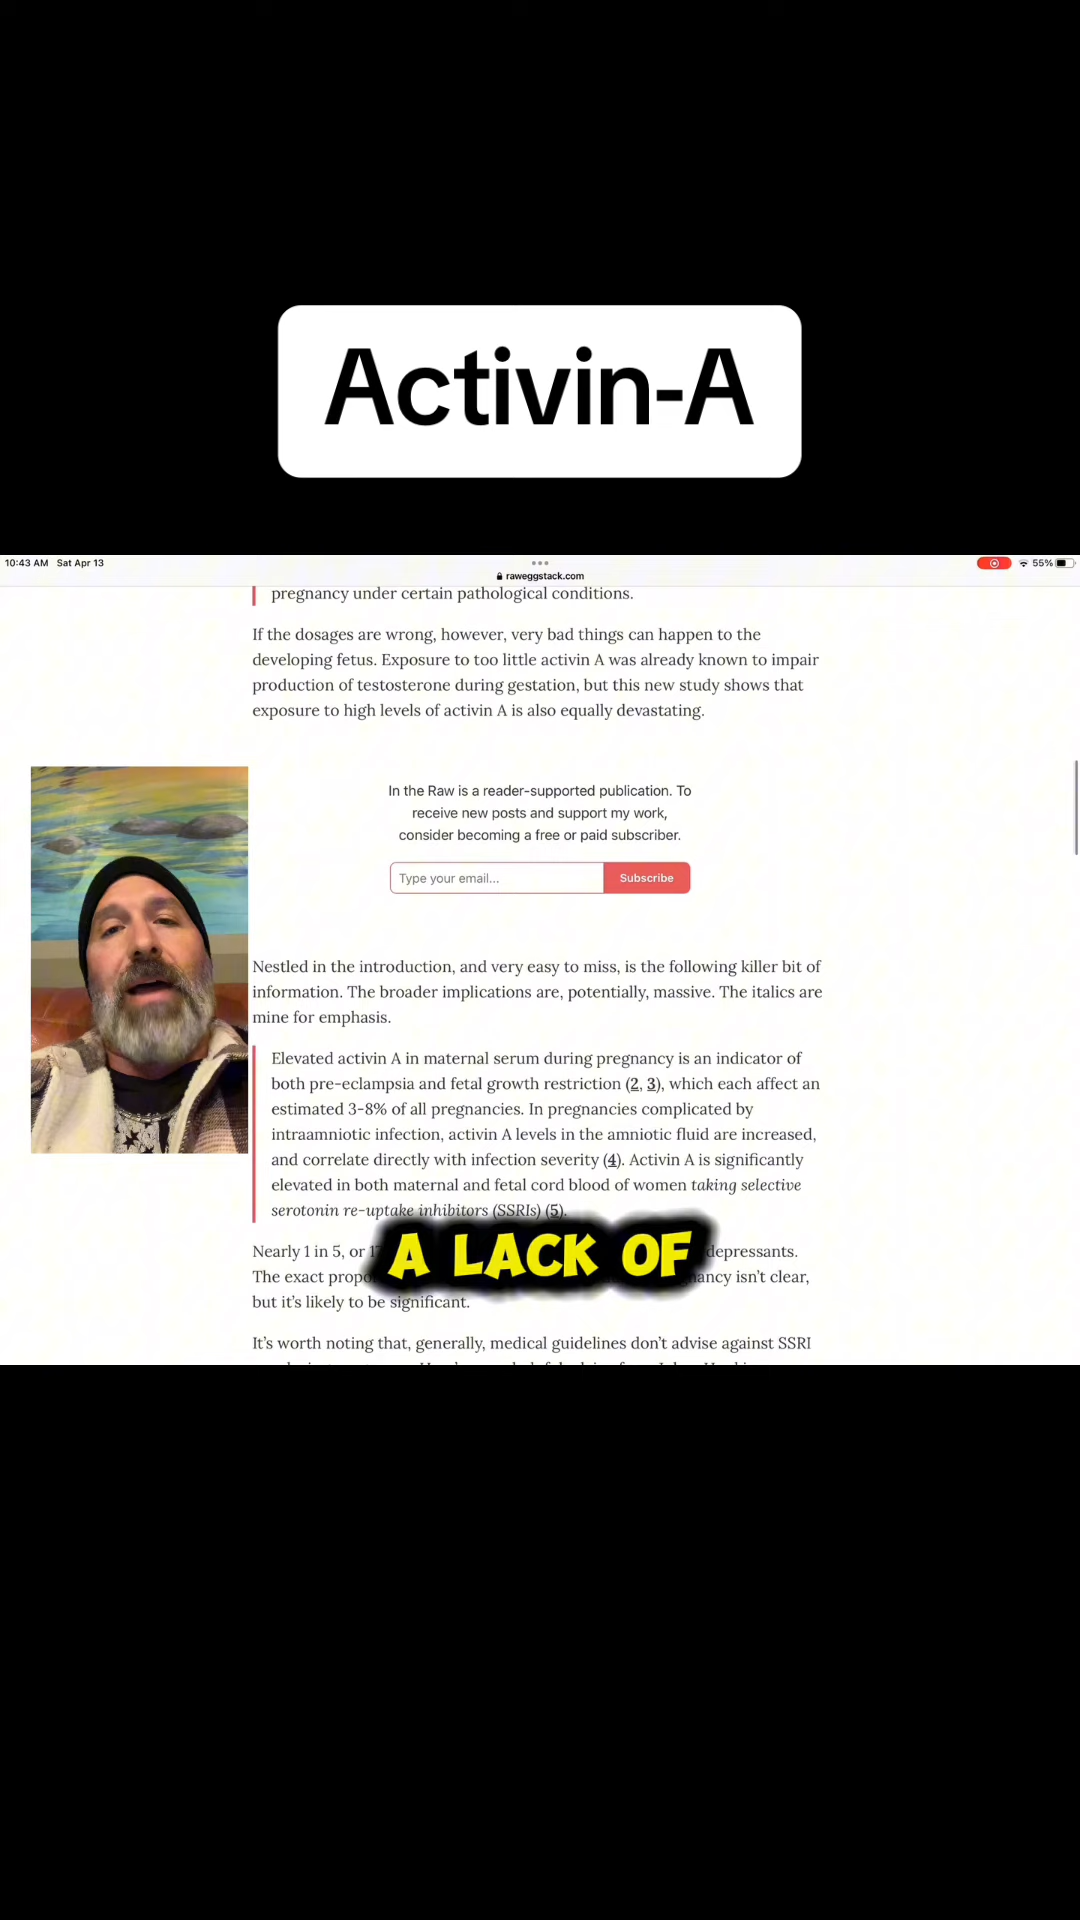 Activin-A
10:43 AM Sat Apr 13
55%
raweggstack.com
pregnancy under certain pathological conditions.
If the dosages are wrong, however, very bad things can happen to the
developing fetus. Exposure to too little activin A was already known to impair
production of testosterone during gestation, but this new study shows that
exposure to high levels of activin A is also equally devastating.
In the Raw is a reader-supported publication. To
receive new posts and support my work,
consider becoming a free or paid subscriber.
Type your email...
Subscribe
Nestled in the introduction, and very easy to miss, is the following killer bit of
information. The broader implications are, potentially, massive. The italics are
mine for emphasis.
Elevated activin A in maternal serum during pregnancy is an indicator of
both pre-eclampsia and fetal growth restriction (2, 3), which each affect an
estimated 3-8% of all pregnancies. In pregnancies complicated by
intraamniotic infection, activin A levels in the amniotic fluid are increased,
and correlate directly with infection severity (4). Activin A is significantly
elevated in both maternal and fetal cord blood of women taking selective
serotonin re-uptake inhibitors (SSRIs) (5).
Nearly 1 in 5, or
A LACK OF
The exact
isn't clear,
but it's likely to be significant.
It's worth noting that, generally, medical guidelines don't advise against SSRI